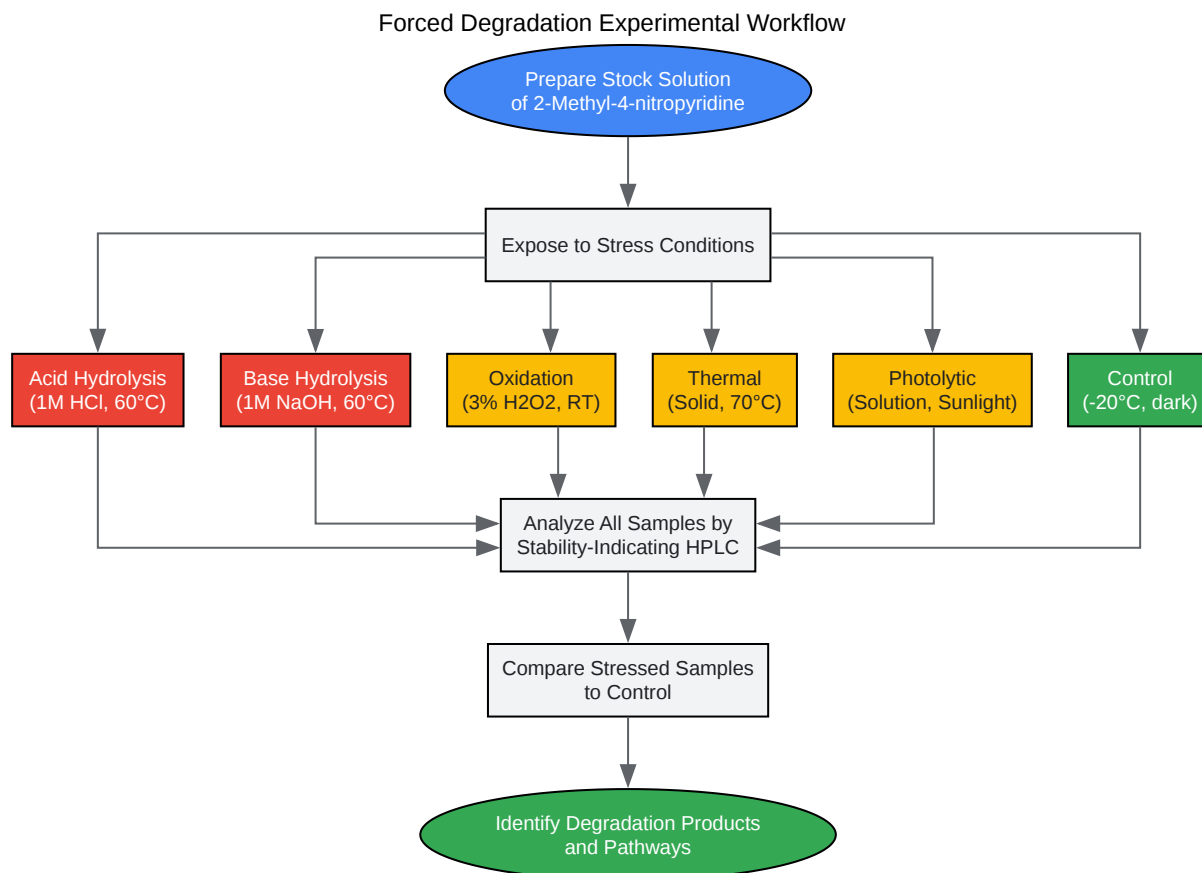 Forced Degradation Experimental Workflow
Prepare Stock Solution
of 2-Methyl-4-nitropyridine
Expose to Stress Conditions
Acid Hydrolysis
(1M HCl, 60°C)
Base Hydrolysis
(1M NaOH, 60°C)
Oxidation
(3% H2O2, RT)
Thermal
(Solid, 70°C)
Photolytic
(Solution, Sunlight)
Control
(-20°C, dark)
Analyze All Samples by
Stability-Indicating HPLC
Compare Stressed Samples
to Control
Identify Degradation Products
and Pathways